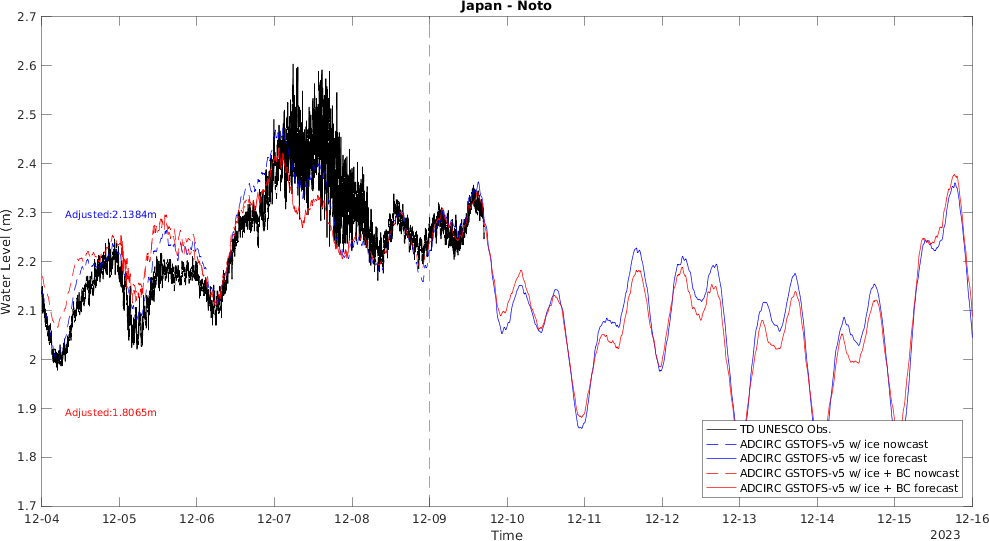 Japan - Noto
2.7
2.6
2.5
2.4
2.3
2.2
2.1
2
1.9
1.8
1.7
Water Level (m)
Adjusted:2.1384m
Adjusted:1.8065m
TD UNESCO Obs.
ADCIRC GSTOFS-v5 w/ ice nowcast
ADCIRC GSTOFS-v5 w/ ice forecast
ADCIRC GSTOFS-v5 w/ ice + BC nowcast
ADCIRC GSTOFS-v5 w/ ice + BC forecast
12-04 12-05 12-06 12-07 12-08 12-09 12-10 12-11 12-12 12-13 12-14 12-15 12-16
Time
2023